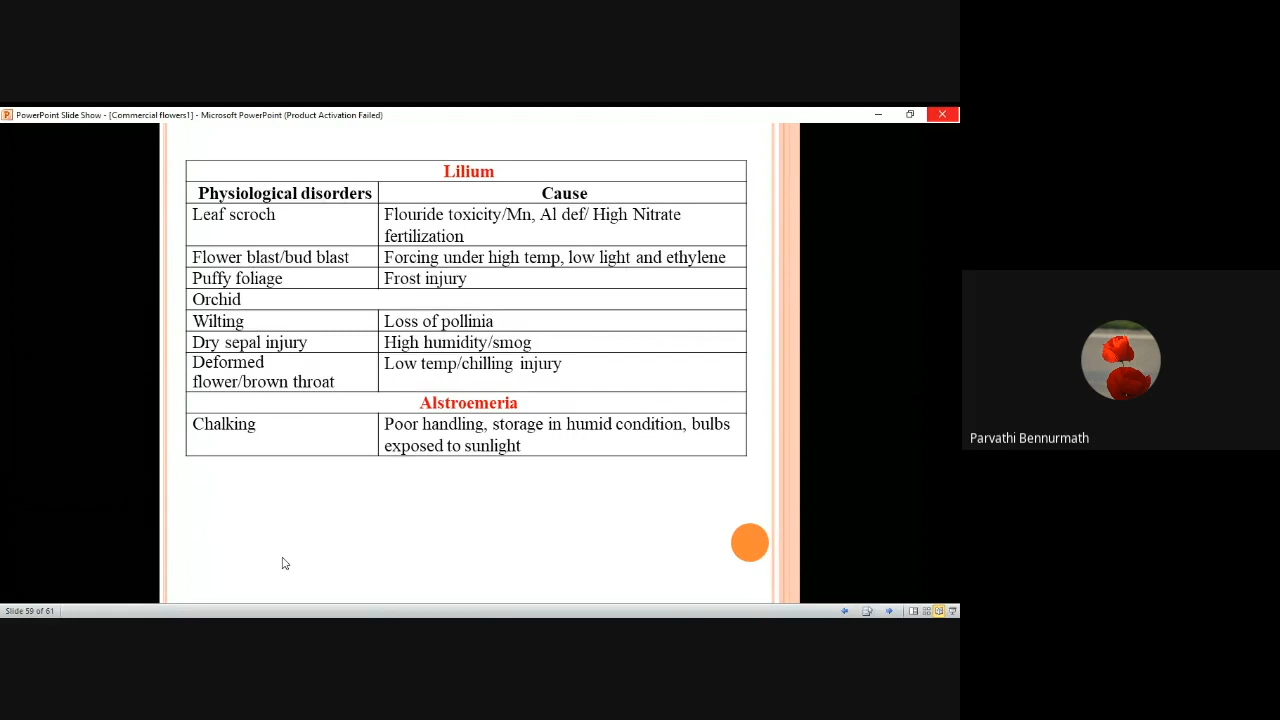 PowerPoint Slide Show - [Commercial flowers1] - Microsoft PowerPoint (Product Activation Failed)
Lilium
Physiological disorders Cause
Leaf scroch Flouride toxicity/Mn, Al def/ High Nitrate
fertilization
Flower blast/bud blast Forcing under high temp, low light and ethylene
Puffy foliage Frost injury
Orchid
Wilting Loss of pollinia
Dry sepal injury High humidity/smog
Deformed Low temp/chilling injury
flower/brown throat
Alstroemeria
Chalking Poor handling, storage in humid condition, bulbs
exposed to sunlight
Parvathi Bennurmath
Slide 59 of 61